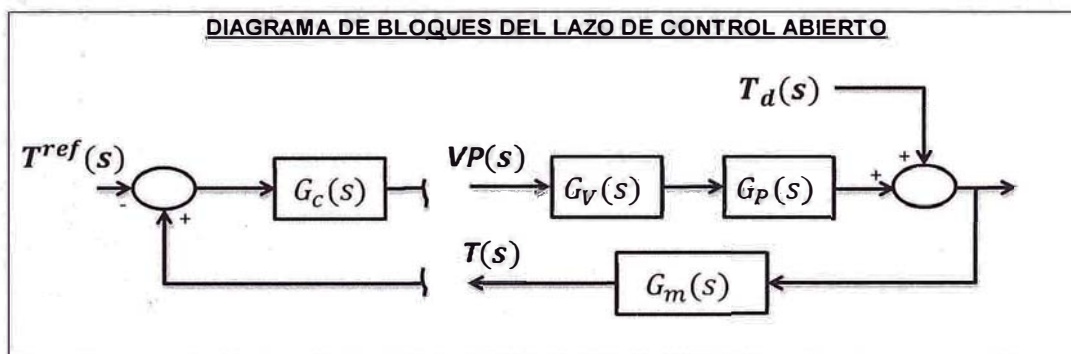 DIAGRAMA DE BLOQUES DEL LAZO DE CONTROL ABIERTO
T_d(s)
+
T^{ref}(s)
VP(s)
+
-
G_c(s)
G_V(s)
G_P(s)
+
T(s)
G_m(s)